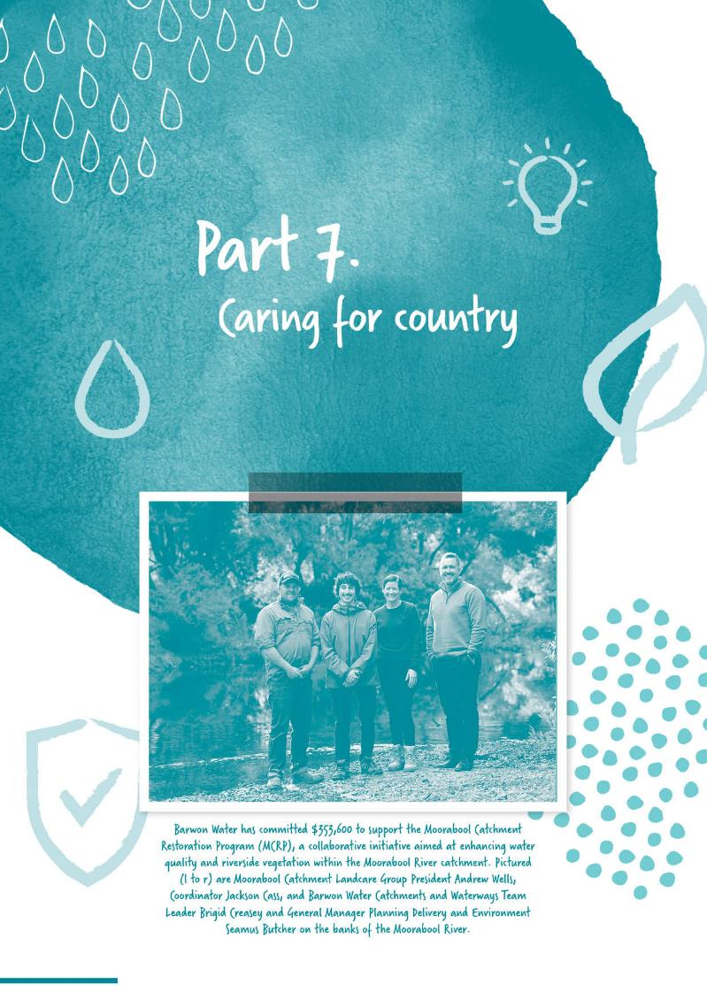 Part 7.
Caring for country
Barwon Water has committed $353,600 to support the Moorabool Catchment
Restoration Program (MCRP), a collaborative initiative aimed at enhancing water
quality and riverside vegetation within the Moorabool River catchment. Pictured
(l to r) are Moorabool Catchment Landcare Group President Andrew Wells,
Coordinator Jackson Cass, and Barwon Water Catchments and Waterways Team
Leader Brigid Creasey and General Manager Planning Delivery and Environment
Seamus Butcher on the banks of the Moorabool River.